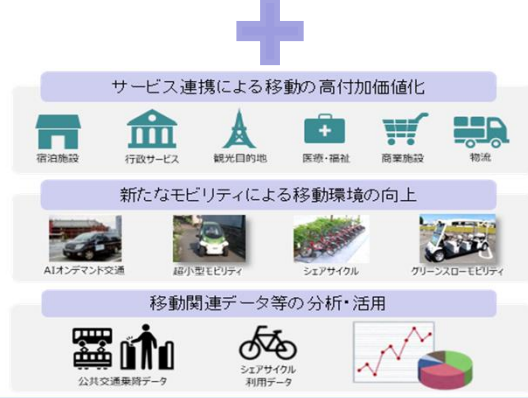 サービス連携による移動の高付加価値化
宿泊施設 行政サービス 観光目的地 医療・福祉 商業施設 物流
新たなモビリティによる移動環境の向上
AIオンデマンド交通 超小型モビリティ シェアサイクル グリーンスローモビリティ
移動関連データ等の分析・活用
公共交通乗降データ
シェアサイクル
利用データ